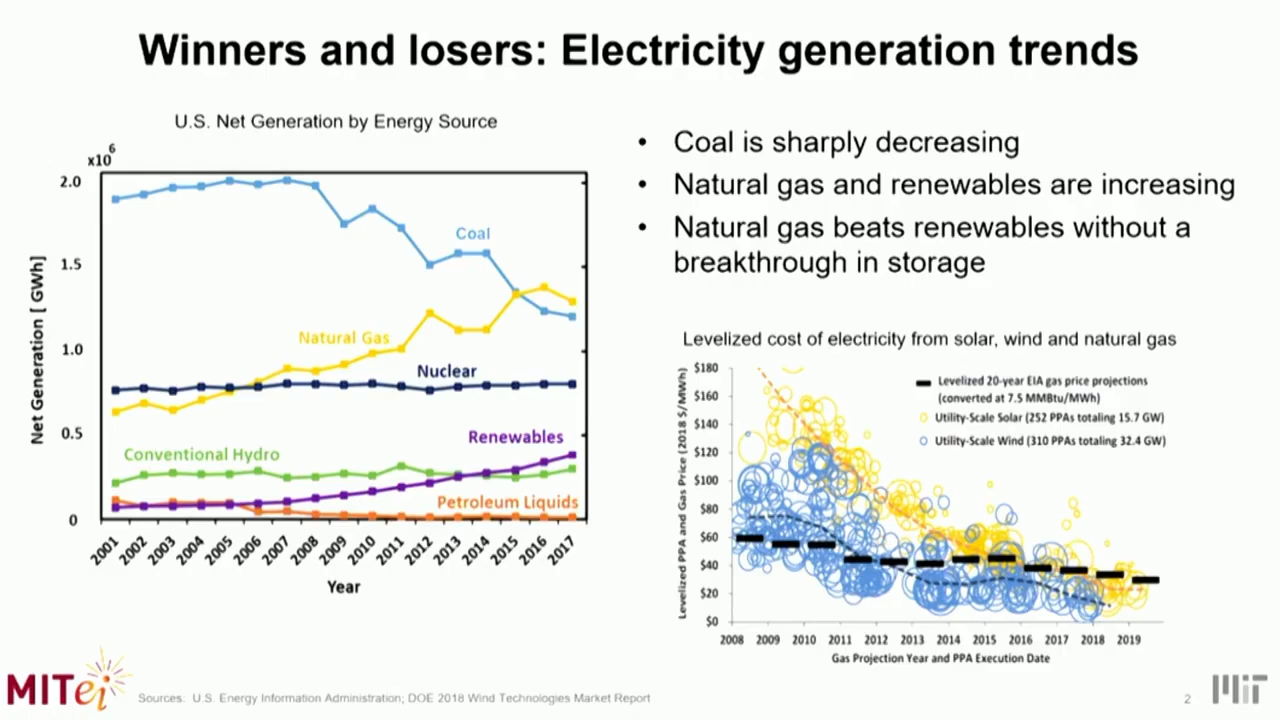 Winners and losers: Electricity generation trends
U.S. Net Generation by Energy Source
x10^6
2.0
1.5
1.0
0.5
0
Net Generation [ GWh]
Coal
Natural Gas
Nuclear
Renewables
Conventional Hydro
Petroleum Liquids
2001 2002 2003 2004 2005 2006 2007 2008 2009 2010 2011 2012 2013 2014 2015 2016 2017
Year
• Coal is sharply decreasing
• Natural gas and renewables are increasing
• Natural gas beats renewables without a
breakthrough in storage
Levelized cost of electricity from solar, wind and natural gas
Levelized PPA and Gas Price (2018 $/MWh)
$180
$160
$140
$120
$100
$80
$60
$40
$20
$0
Levelized 20-year EIA gas price projections
(converted at 7.5 MMBtu/MWh)
Utility-Scale Solar (252 PPAs totaling 15.7 GW)
Utility-Scale Wind (310 PPAs totaling 32.4 GW)
2008 2009 2010 2011 2012 2013 2014 2015 2016 2017 2018 2019
Gas Projection Year and PPA Execution Date
MITei
Sources: U.S. Energy Information Administration; DOE 2018 Wind Technologies Market Report
2
MIT